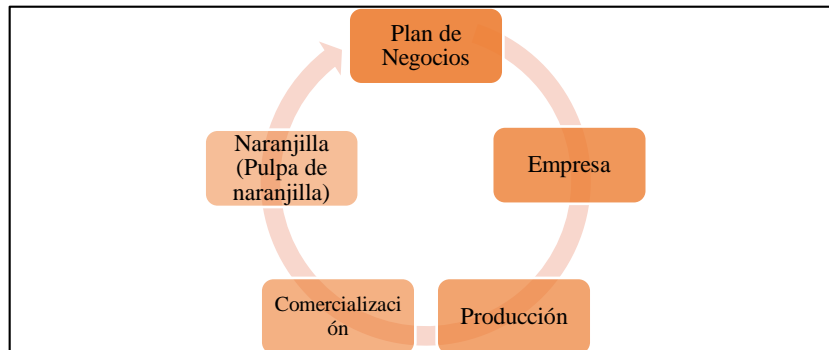 Plan de
Negocios
Empresa
Producción
Comercializaci
ón
Naranjilla
(Pulpa de
naranjilla)